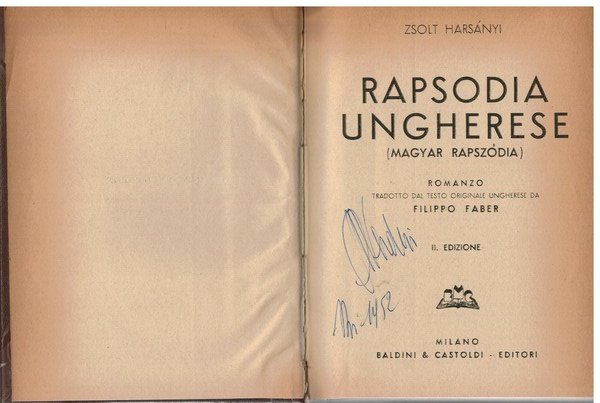 ZSOLT HARSÁNYI
RAPSODIA
UNGHERESE
(MAGYAR RAPSZÓDIA)
ROMANZO
TRADOTTO DAL TESTO ORIGINALE UNGHERESE DA
FILIPPO FABER
II. EDIZIONE
MILANO
BALDINI & CASTOLDI - EDITORI